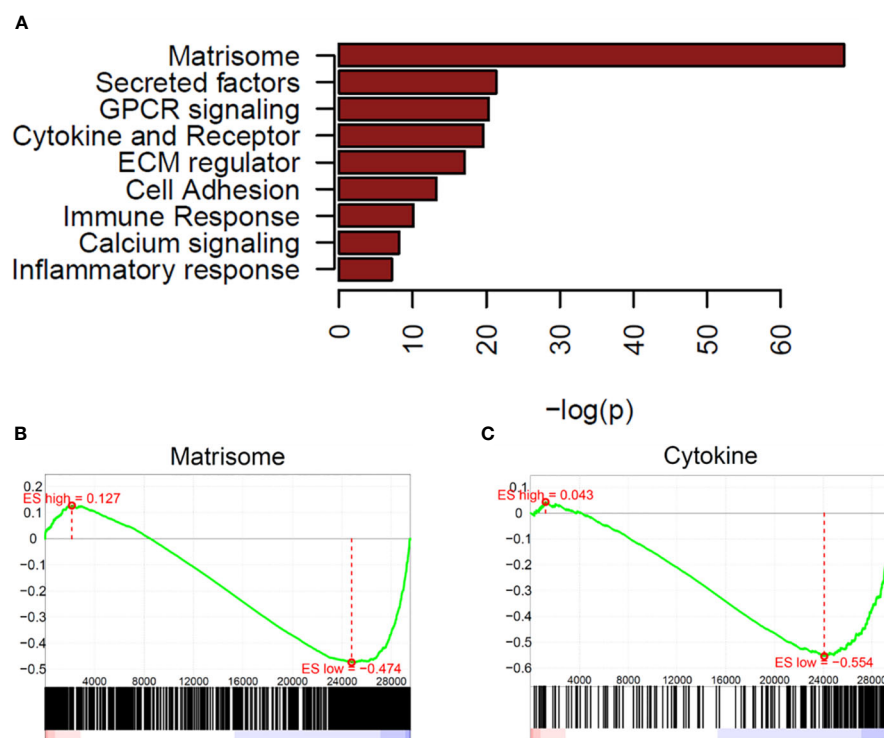 A
Matrisome
Secreted factors
GPCR signaling
Cytokine and Receptor
ECM regulator
Cell Adhesion
Immune Response
Calcium signaling
Inflammatory response
0
10
20
30
40
50
60
−log(p)
B
Matrisome
0.2
ES high = 0.127
0.1
0
−0.1
−0.2
−0.3
−0.4
−0.5
ES low = −0.474
4000
8000
12000
16000
20000
24000
28000
C
Cytokine
0.1
ES high = 0.043
0
−0.1
−0.2
−0.3
−0.4
−0.5
−0.6
ES low = −0.554
4000
8000
12000
16000
20000
24000
28000